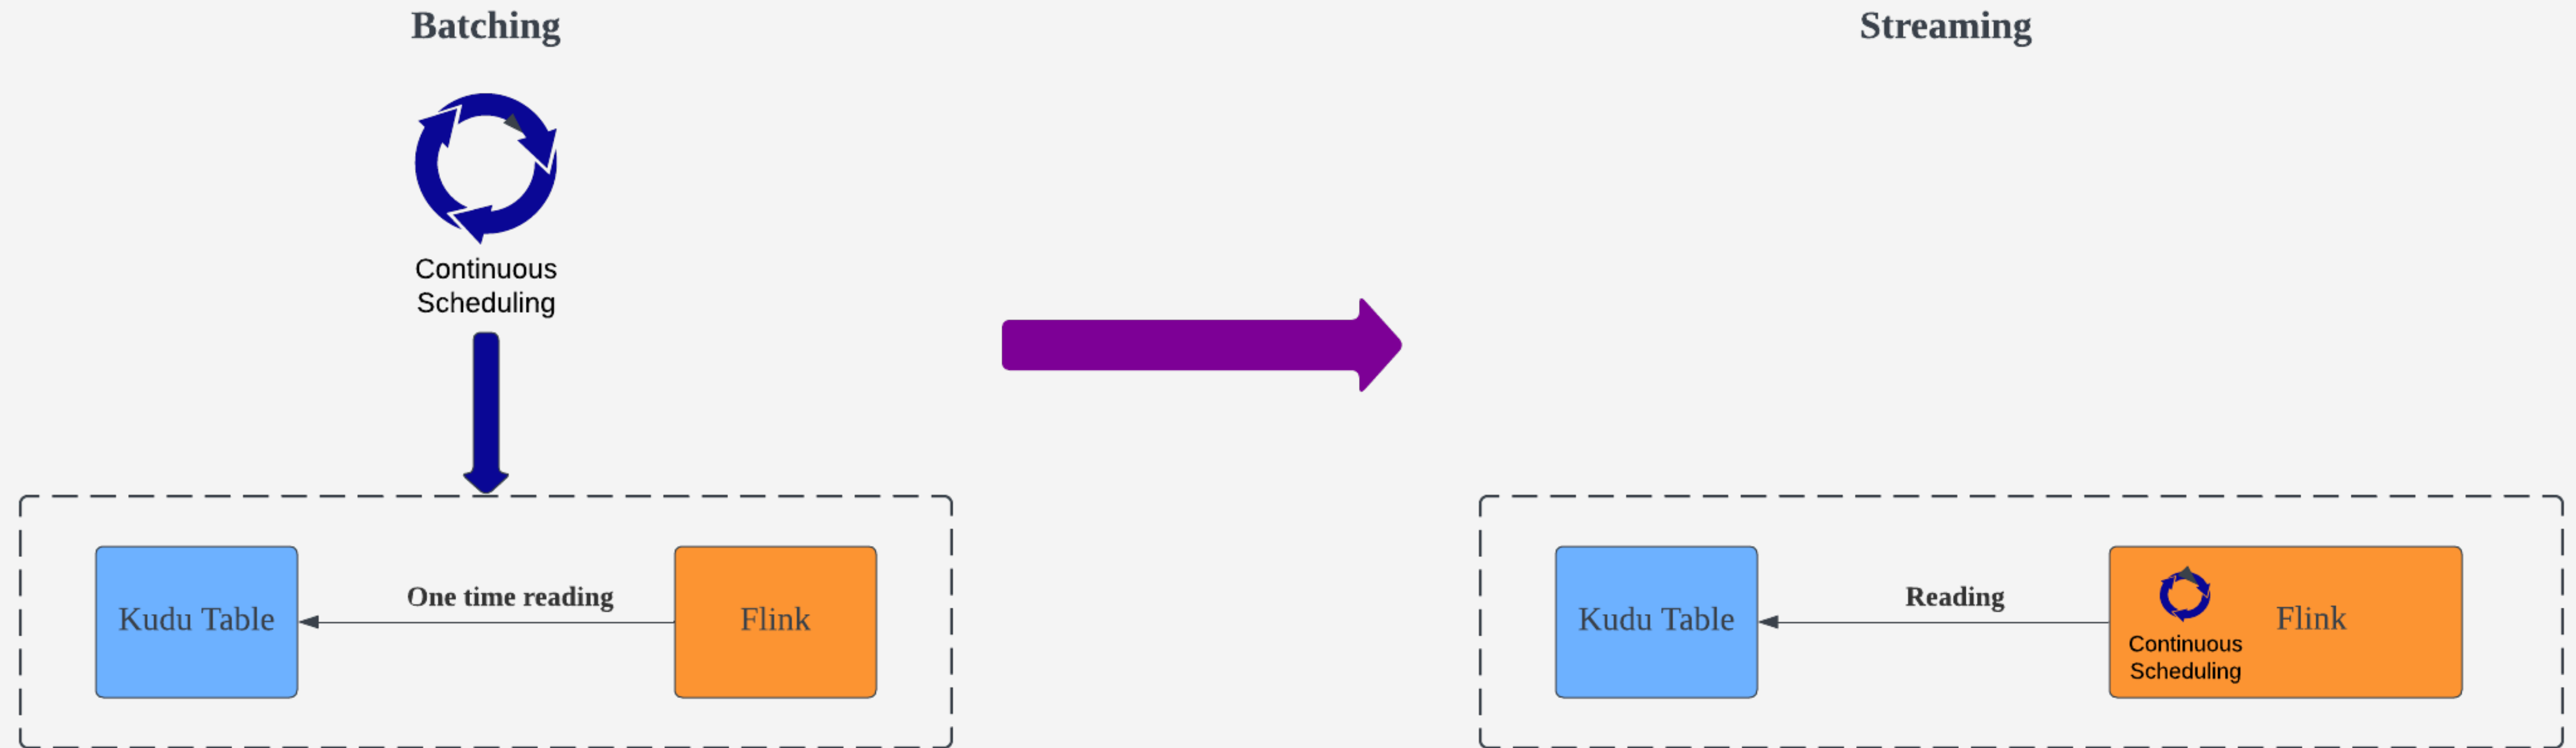 Batching
Streaming
Continuous
Scheduling
Kudu Table
One time reading
Flink
Kudu Table
Reading
Flink
Continuous
Scheduling